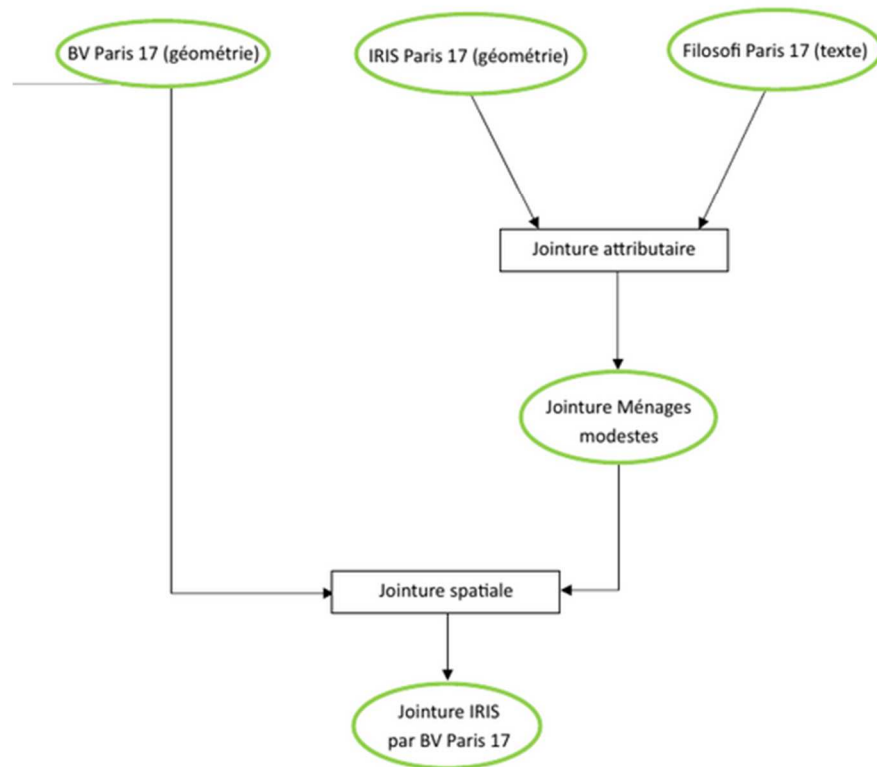 BV Paris 17 (géométrie)
IRIS Paris 17 (géométrie)
Filosofi Paris 17 (texte)
Jointure attributaire
Jointure Ménages
modestes
Jointure spatiale
Jointure IRIS
par BV Paris 17